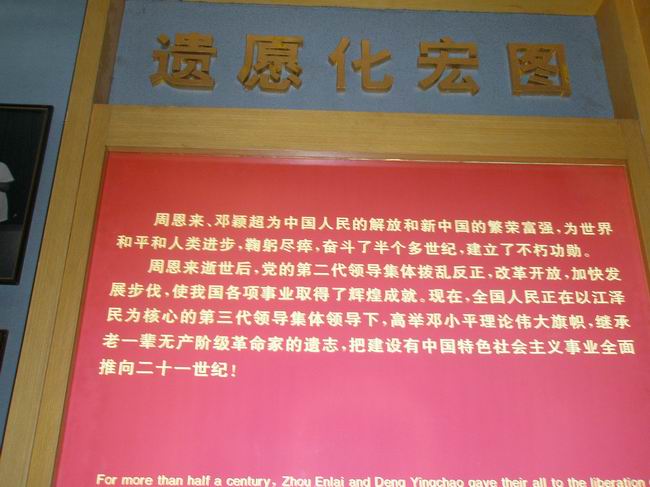 遗愿化宏图
周恩来、邓颖超为中国人民的解放和新中国的繁荣富强,为世界
和平和人类进步,鞠躬尽瘁,奋斗了半个多世纪,建立了不朽功勋。
周恩来逝世后,党的第二代领导集体拨乱反正,改革开放,加快发
展步伐,使我国各项事业取得了辉煌成就。现在,全国人民正在以江泽
民为核心的第三代领导集体领导下,高举邓小平理论伟大旗帜,继承
老一辈无产阶级革命家的遗志,把建设有中国特色社会主义事业全面
推向二十一世纪!
For more than half a century, Zhou Enlai and Deng Yingchao gave their all to the liberation